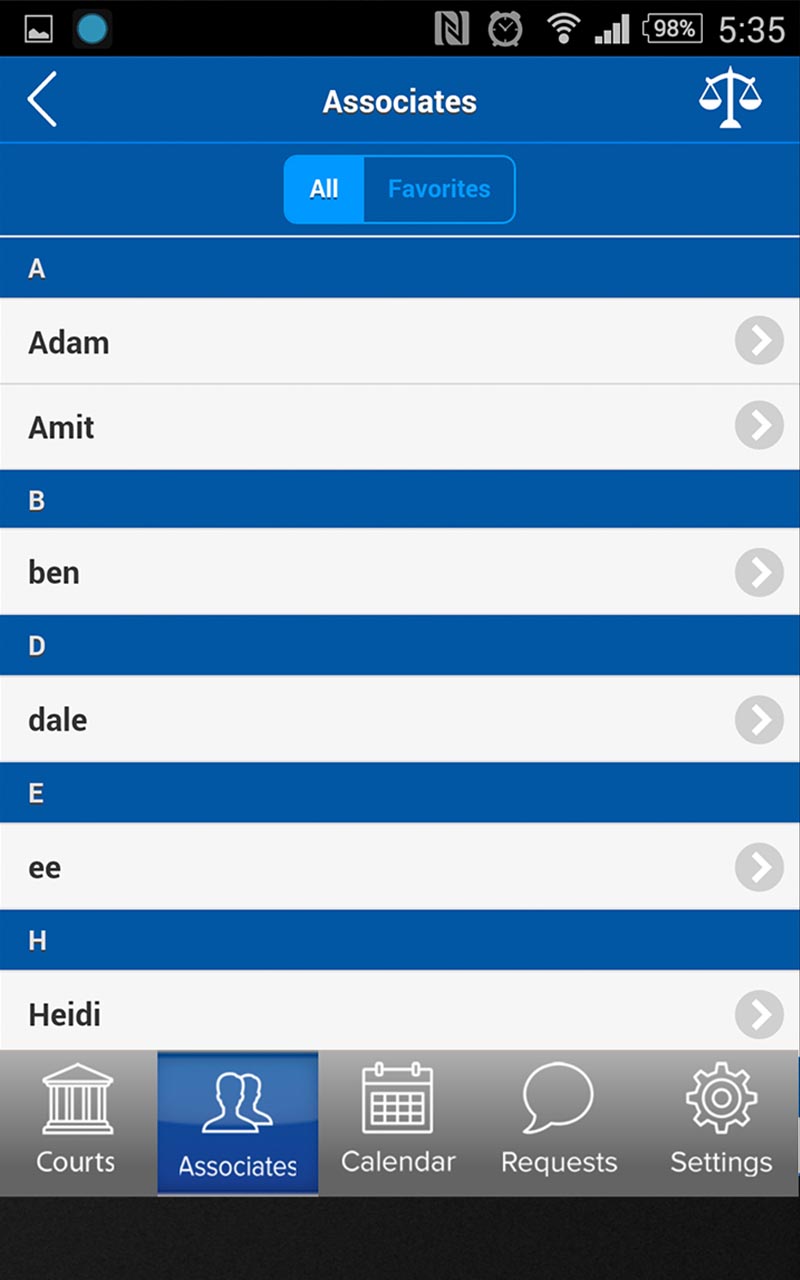 98% 5:35
Associates
All Favorites
A
Adam
Amit
B
ben
D
dale
E
ee
H
Heidi
Courts Associates Calendar Requests Settings